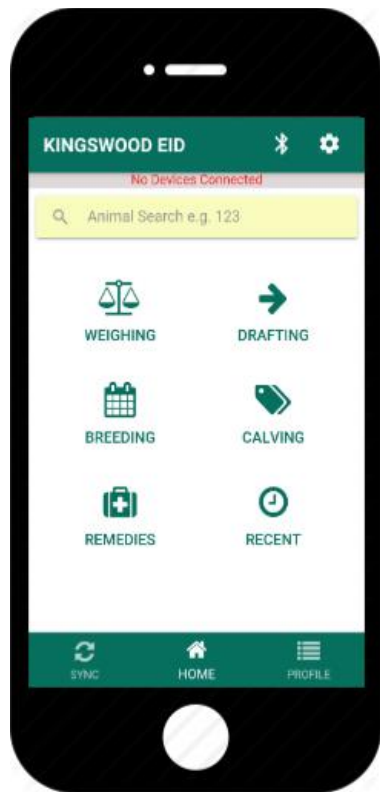 KINGSWOOD EID
No Devices Connected
Animal Search e.g. 123
WEIGHING DRAFTING
BREEDING CALVING
REMEDIES RECENT
SYNC HOME PROFILE